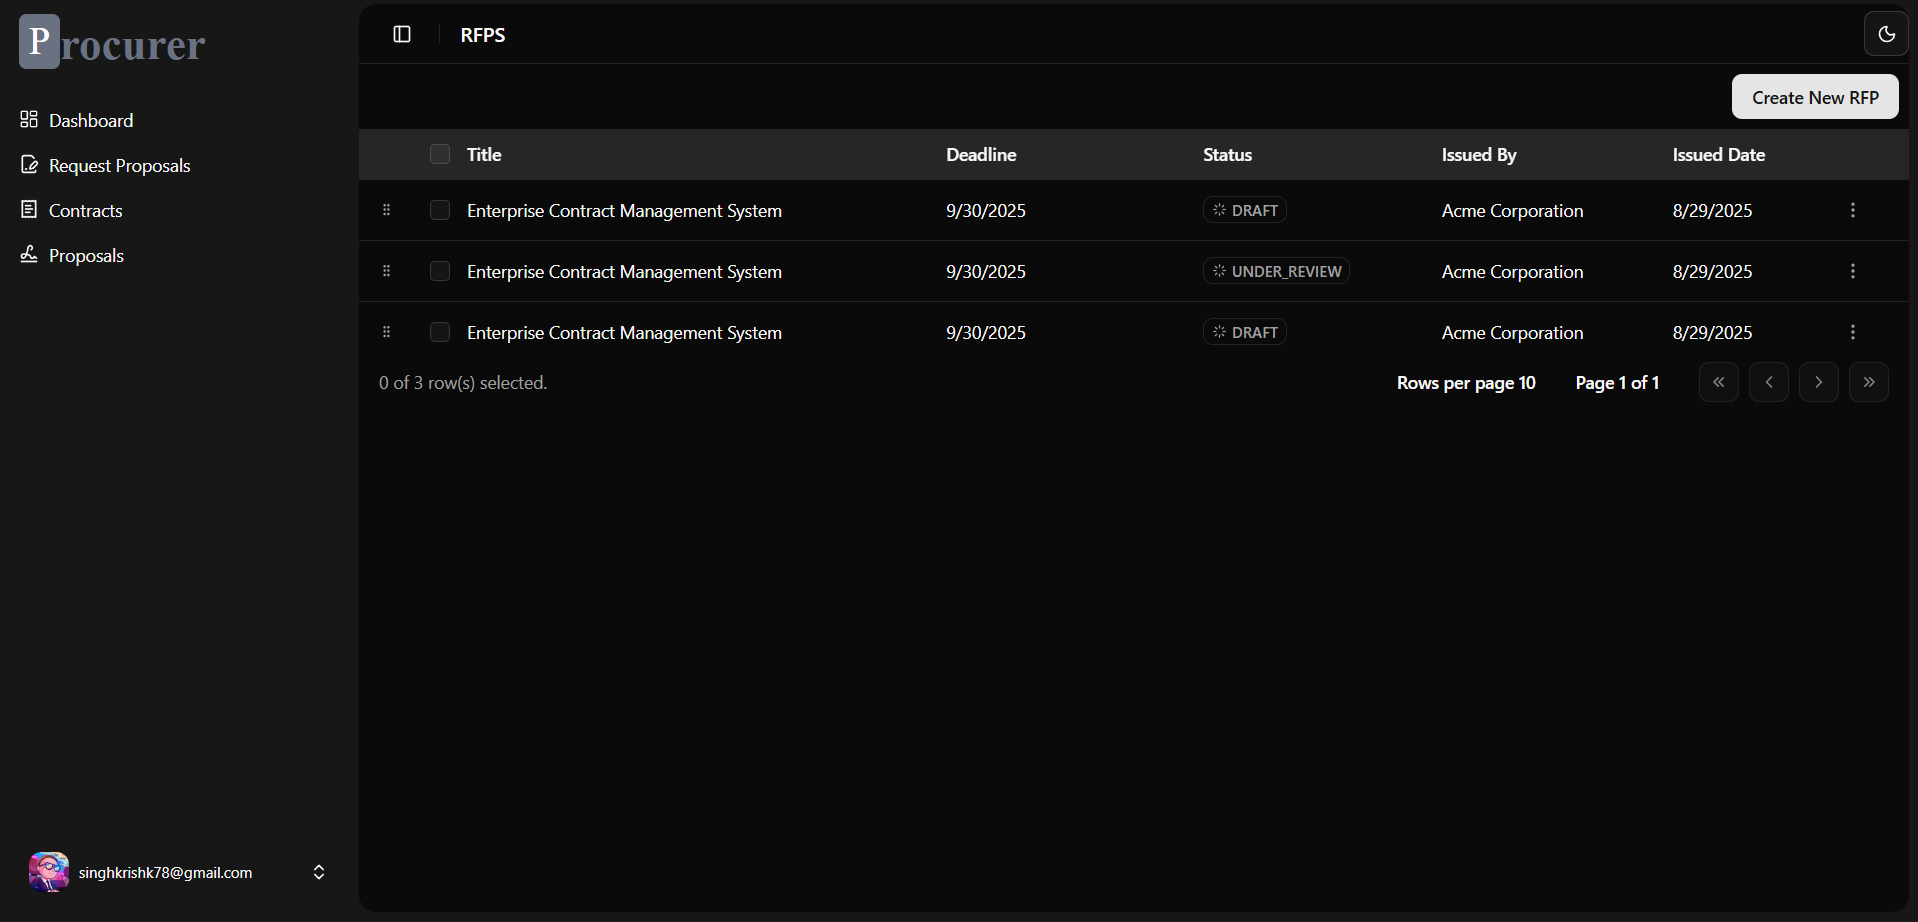 Procurer
Dashboard
Request Proposals
Contracts
Proposals
singhkrishk78@gmail.com
RFPS
Create New RFP
Title Deadline Status Issued By Issued Date
Enterprise Contract Management System 9/30/2025 DRAFT Acme Corporation 8/29/2025
Enterprise Contract Management System 9/30/2025 UNDER_REVIEW Acme Corporation 8/29/2025
Enterprise Contract Management System 9/30/2025 DRAFT Acme Corporation 8/29/2025
0 of 3 row(s) selected. Rows per page 10 Page 1 of 1